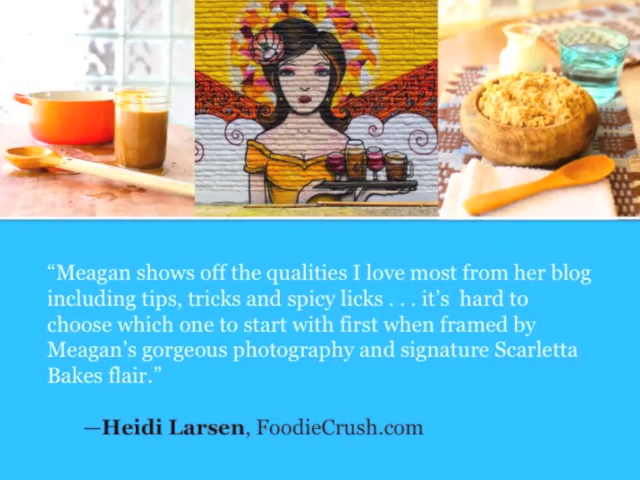 “Meagan shows off the qualities I love most from her blog
including tips, tricks and spicy licks . . . it’s  hard to
choose which one to start with first when framed by
Meagan’s gorgeous photography and signature Scarletta
Bakes flair.”
—Heidi Larsen, FoodieCrush.com